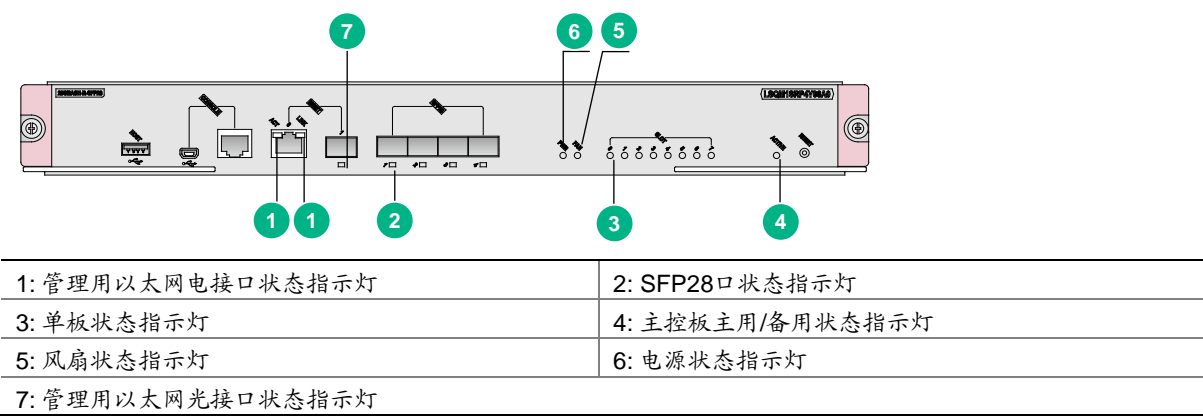 7
6 5
1 1 2 3 4
1: 管理用以太网电接口状态指示灯
2: SFP28口状态指示灯
3: 单板状态指示灯
4: 主控板主用/备用状态指示灯
5: 风扇状态指示灯
6: 电源状态指示灯
7: 管理用以太网光接口状态指示灯